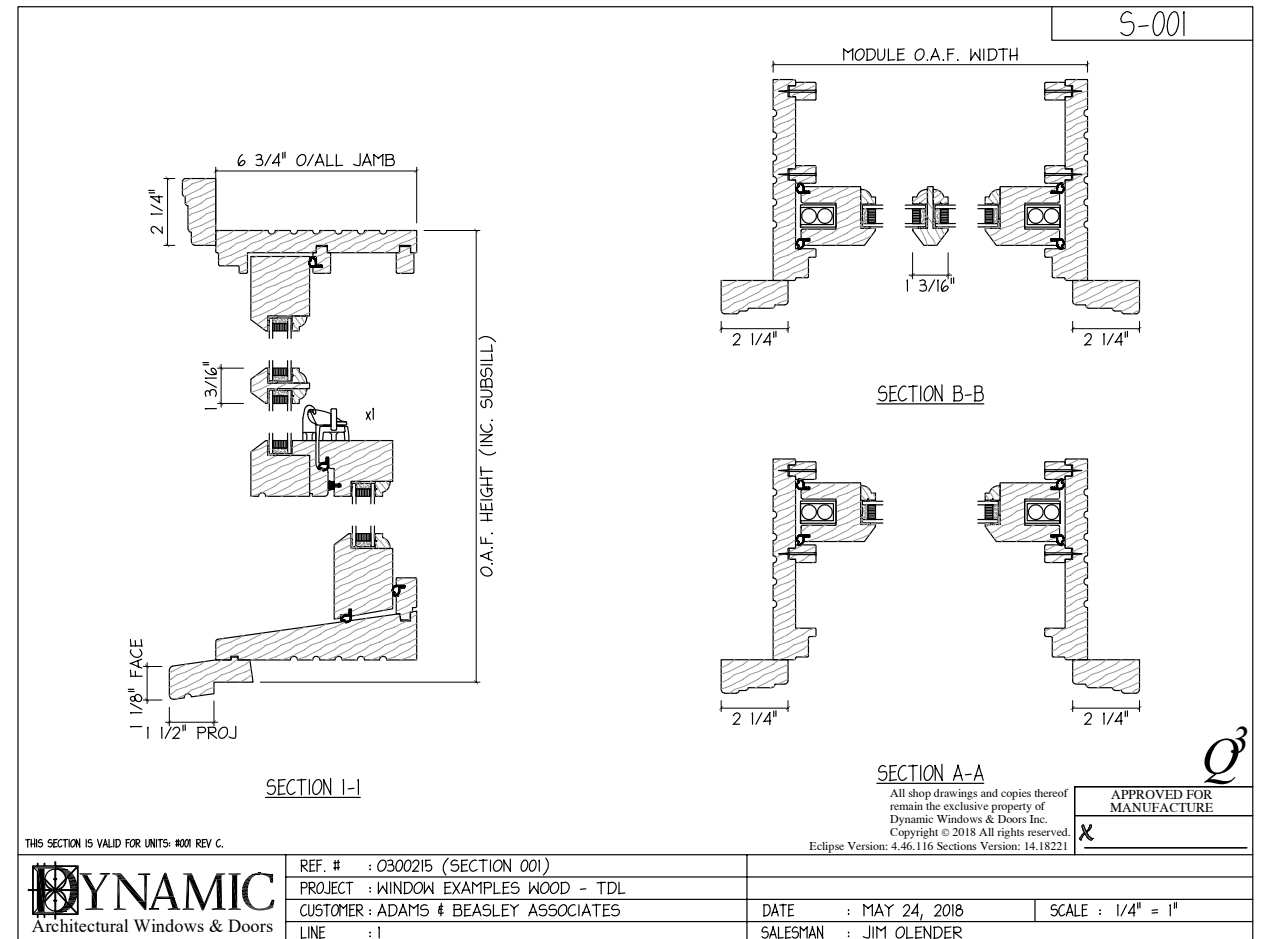 S-001
MODULE O.A.F. WIDTH
6 3/4" O/ALL JAMB
2 1/4"
1 3/16"
2 1/4"
2 1/4"
SECTION B-B
1 3/16"
x1
O.A.F. HEIGHT (INC. SUBSILL)
1 1/8" FACE
1 1/2" PROJ
SECTION 1-1
2 1/4"
2 1/4"
SECTION A-A
Q3
All shop drawings and copies thereof
remain the exclusive property of
Dynamic Windows & Doors Inc.
Copyright © 2018 All rights reserved.
Eclipse Version: 4.46.116 Sections Version: 14.18221
APPROVED FOR
MANUFACTURE
X
THIS SECTION IS VALID FOR UNITS: #001 REV C.
DYNAMIC
Architectural Windows & Doors
REF. # : 0300215 (SECTION 001)
PROJECT : WINDOW EXAMPLES WOOD - TDL
CUSTOMER : ADAMS & BEASLEY ASSOCIATES
DATE : MAY 24, 2018
SCALE : 1/4" = 1"
LINE : 1
SALESMAN : JIM OLENDER